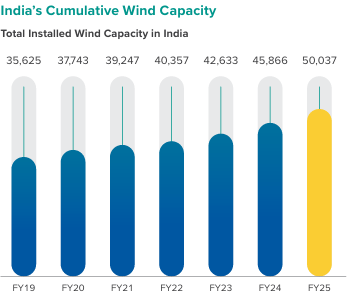 India's Cumulative Wind Capacity
Total Installed Wind Capacity in India
35,625 37,743 39,247 40,357 42,633 45,866 50,037
FY19 FY20 FY21 FY22 FY23 FY24 FY25